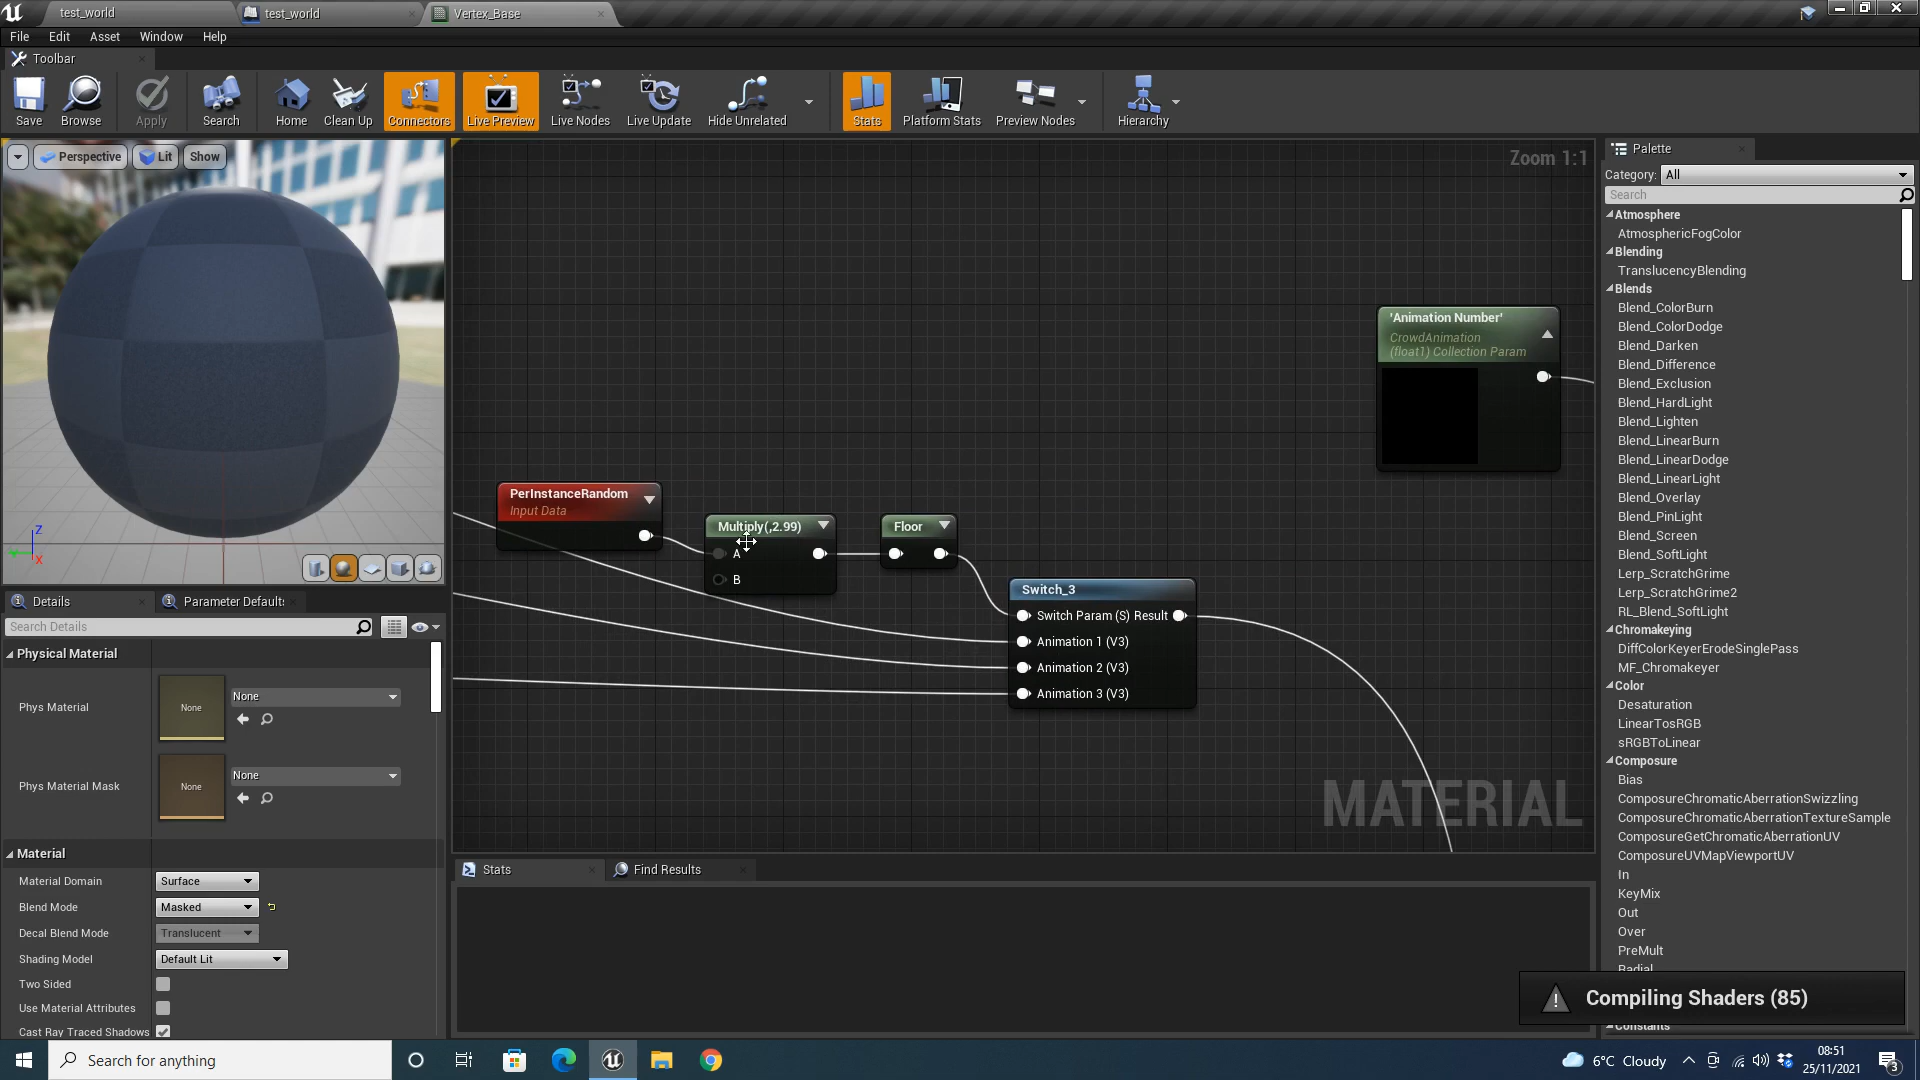 test_world
test_world
Vertex_Base
File
Edit
Asset
Window
Help
Toolbar
Save
Browse
Apply
Search
Home
Clean Up
Connectors
Live Preview
Live Nodes
Live Update
Hide Unrelated
Stats
Platform Stats
Preview Nodes
Hierarchy
Perspective
Lit
Show
Z
X
Zoom 1:1
'Animation Number'
CrowdAnimation
(float1) Collection Param
PerInstanceRandom
Input Data
Multiply(,2.99)
A
B
Floor
Switch_3
Switch Param (S) Result
Animation 1 (V3)
Animation 2 (V3)
Animation 3 (V3)
MATERIAL
Details
Parameter Defaults
Search Details
Physical Material
Phys Material
None
None
Phys Material Mask
None
None
Material
Material Domain
Surface
Blend Mode
Masked
Decal Blend Mode
Translucent
Shading Model
Default Lit
Two Sided
Use Material Attributes
Cast Ray Traced Shadows
Stats
Find Results
Palette
Category: All
Search
Atmosphere
AtmosphericFogColor
Blending
TranslucencyBlending
Blends
Blend_ColorBurn
Blend_ColorDodge
Blend_Darken
Blend_Difference
Blend_Exclusion
Blend_HardLight
Blend_Lighten
Blend_LinearBurn
Blend_LinearDodge
Blend_LinearLight
Blend_Overlay
Blend_PinLight
Blend_Screen
Blend_SoftLight
Lerp_ScratchGrime
Lerp_ScratchGrime2
RL_Blend_SoftLight
Chromakeying
DiffColorKeyerErodeSinglePass
MF_Chromakeyer
Color
Desaturation
LinearTosRGB
sRGBToLinear
Composure
Bias
ComposureChromaticAberrationSwizzling
ComposureChromaticAberrationTextureSample
ComposureGetChromaticAberrationUV
ComposureUVMapViewportUV
In
KeyMix
Out
Over
PreMult
Radial
Compiling Shaders (85)
Constants
Search for anything
6°C Cloudy
08:51
25/11/2021
3